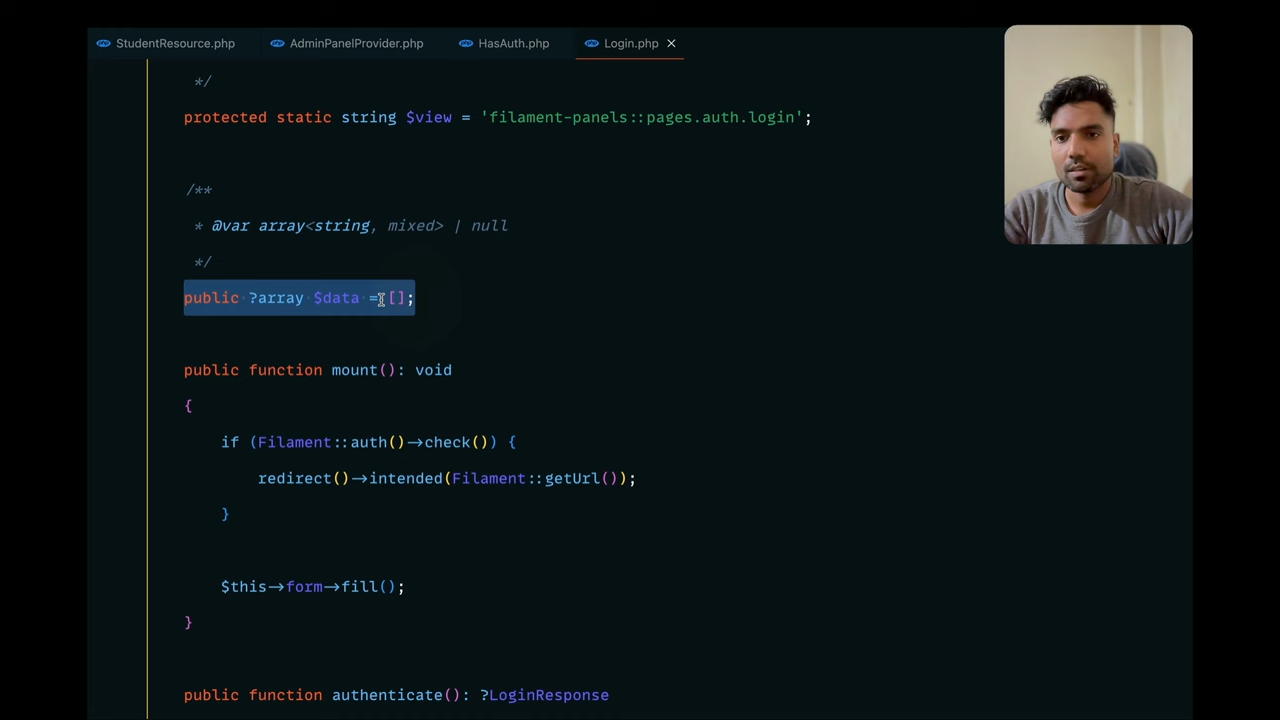 StudentResource.php AdminPanelProvider.php HasAuth.php Login.php ×
*/
protected static string $view = 'filament-panels::pages.auth.login';
/**
* @var array<string, mixed> | null
*/
public ?array $data = [];
public function mount(): void
{
if (Filament::auth()->check()) {
redirect()->intended(Filament::getUrl());
}
$this->form->fill();
}
public function authenticate(): ?LoginResponse